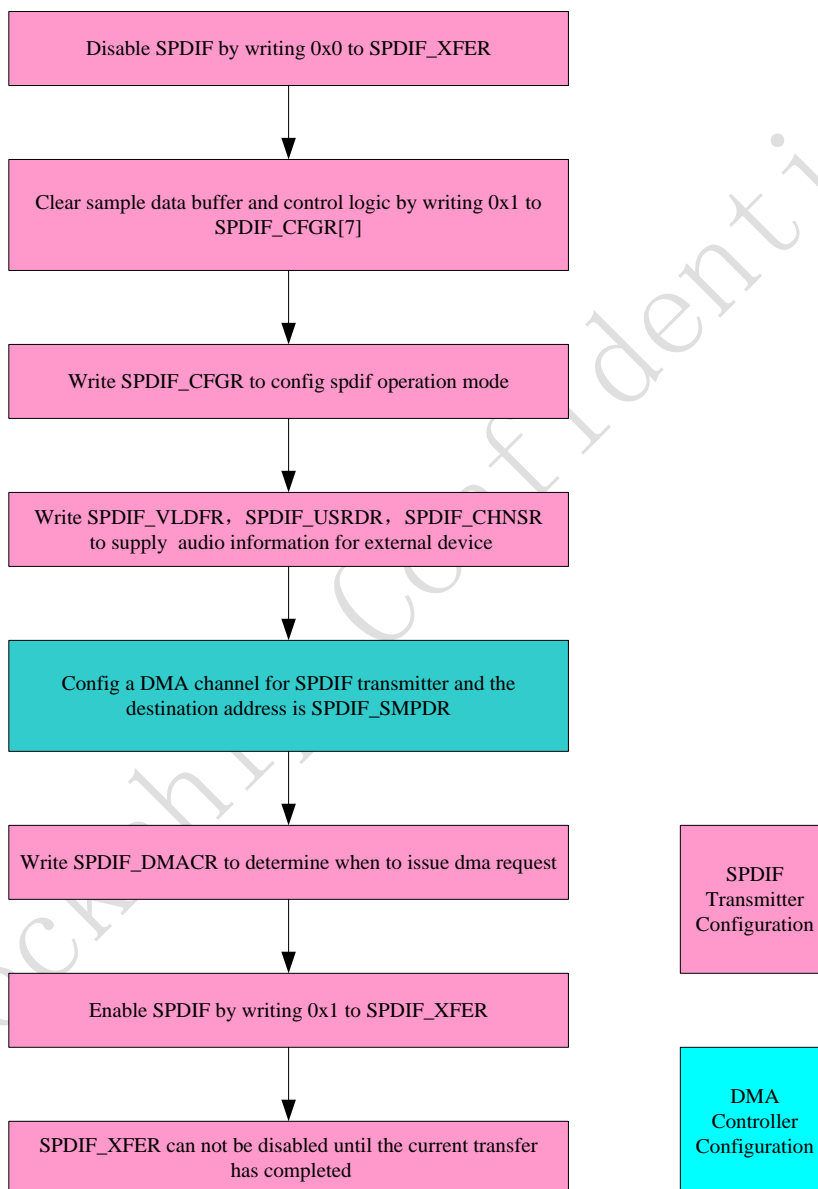 Disable SPDIF by writing 0x0 to SPDIF_XFER
Clear sample data buffer and control logic by writing 0x1 to
SPDIF_CFGR[7]
Write SPDIF_CFGR to config spdif operation mode
Write SPDIF_VLDFR，SPDIF_USRDR，SPDIF_CHNSR
to supply audio information for external device
Config a DMA channel for SPDIF transmitter and the
destination address is SPDIF_SMPDR
Write SPDIF_DMACR to determine when to issue dma request
SPDIF
Transmitter
Configuration
Enable SPDIF by writing 0x1 to SPDIF_XFER
SPDIF_XFER can not be disabled until the current transfer
has completed
DMA
Controller
Configuration